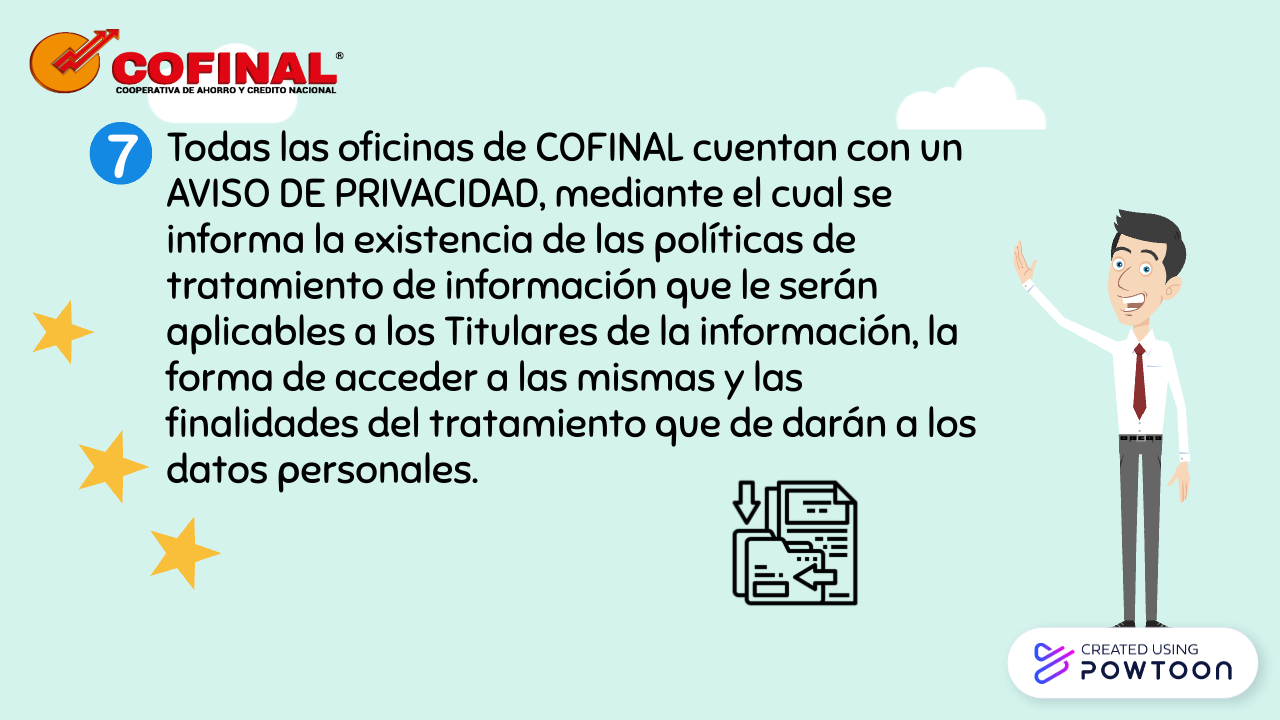 COFINAL®
COOPERATIVA DE AHORRO Y CREDITO NACIONAL
7
Todas las oficinas de COFINAL cuentan con un
AVISO DE PRIVACIDAD, mediante el cual se
informa la existencia de las políticas de
tratamiento de información que le serán
aplicables a los Titulares de la información, la
forma de acceder a las mismas y las
finalidades del tratamiento que de darán a los
datos personales.
CREATED USING
POWTOON